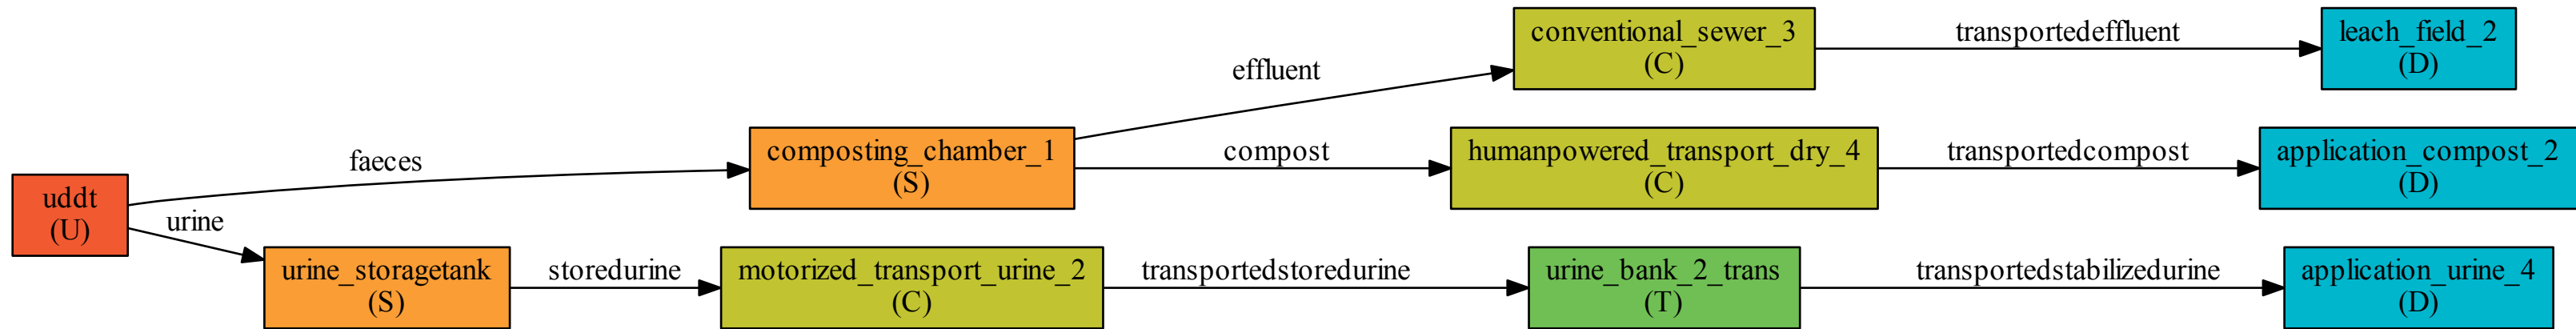 conventional_sewer_3
(C)
transportedeffluent
leach_field_2
(D)
effluent
composting_chamber_1
(S)
compost
humanpowered_transport_dry_4
(C)
transportedcompost
application_compost_2
(D)
faeces
uddt
(U)
urine
urine_storagetank
(S)
storedurine
motorized_transport_urine_2
(C)
transportedstoredurine
urine_bank_2_trans
(T)
transportedstabilizedurine
application_urine_4
(D)